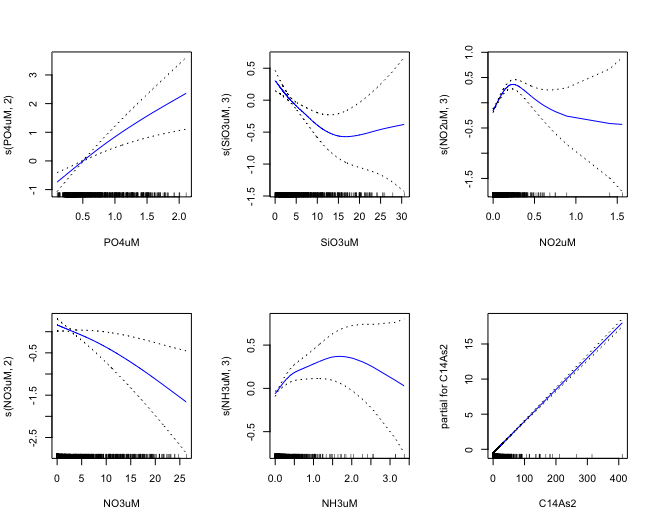 s(PO4uM, 2)
-1 0 1 2 3
0.5 1.0 1.5 2.0
PO4uM
s(SiO3uM, 3)
-1.5 -1.0 -0.5 0.0 0.5
0 5 10 15 20 25 30
SiO3uM
s(NO2uM, 3)
-1.5 -0.5 0.5 1.0
0.0 0.5 1.0 1.5
NO2uM
s(NO3uM, 2)
-2.5 -1.5 -0.5
0 5 10 15 20 25
NO3uM
s(NH3uM, 3)
-0.5 0.0 0.5
0.0 1.0 2.0 3.0
NH3uM
partial for C14As2
0 5 10 15
0 100 200 300 400
C14As2